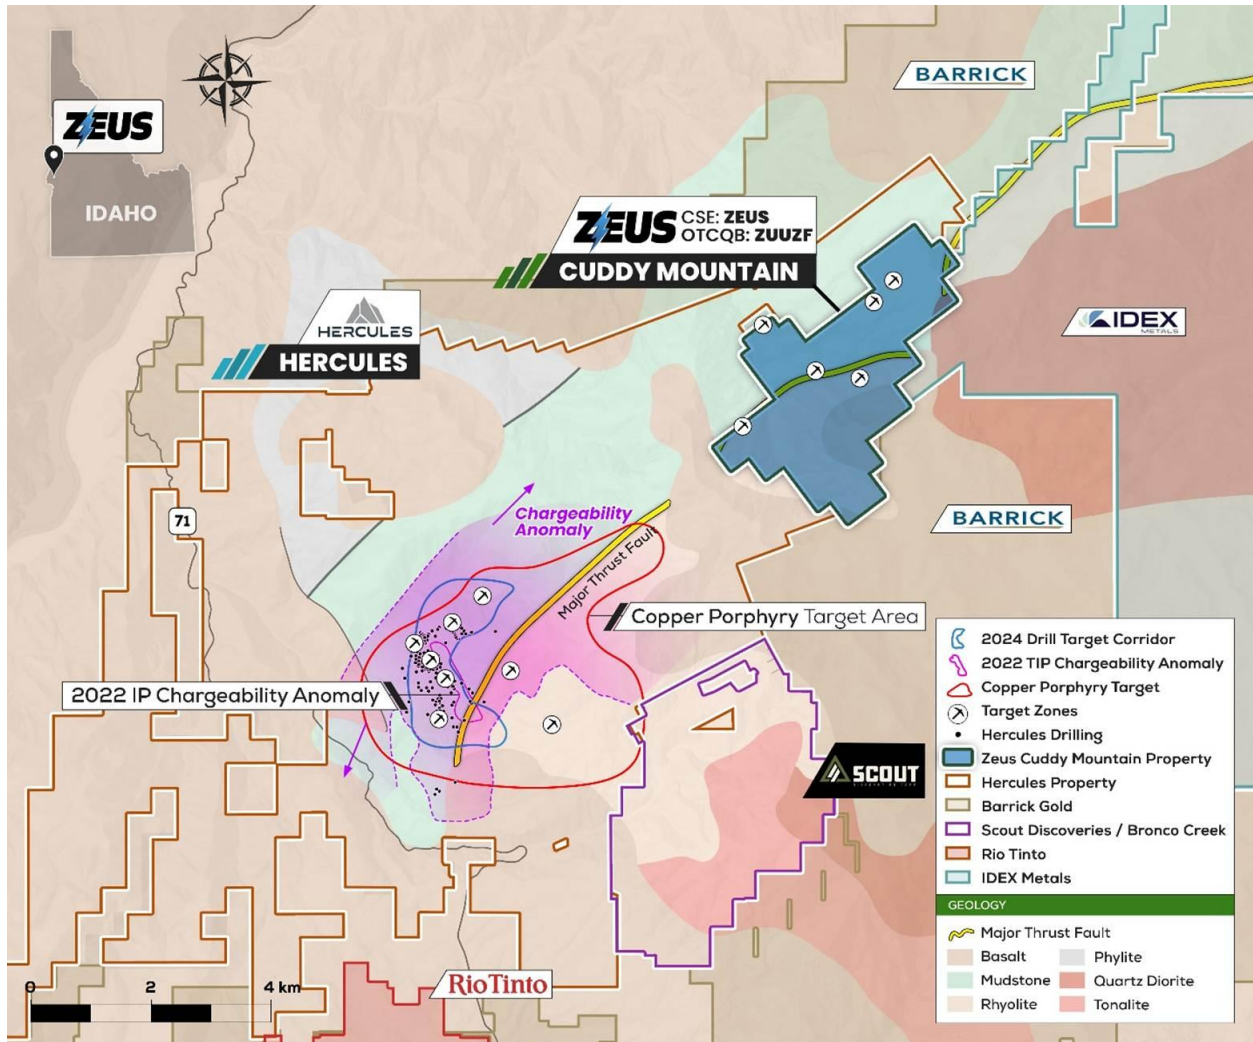 BARRICK
ZEUS
IDAHO
ZEUS CSE: ZEUS
OTCQB: ZUUZF
CUDDY MOUNTAIN
HERCULES
HERCULES
IDEX
METALS
71
Chargeability
Anomaly
Major Thrust Fault
BARRICK
Copper Porphyry Target Area
2022 IP Chargeability Anomaly
SCOUT
RioTinto
0 2 4 km
2024 Drill Target Corridor
2022 TIP Chargeability Anomaly
Copper Porphyry Target
Target Zones
Hercules Drilling
Zeus Cuddy Mountain Property
Hercules Property
Barrick Gold
Scout Discoveries / Bronco Creek
Rio Tinto
IDEX Metals
GEOLOGY
Major Thrust Fault
Basalt Phylite
Mudstone Quartz Diorite
Rhyolite Tonalite